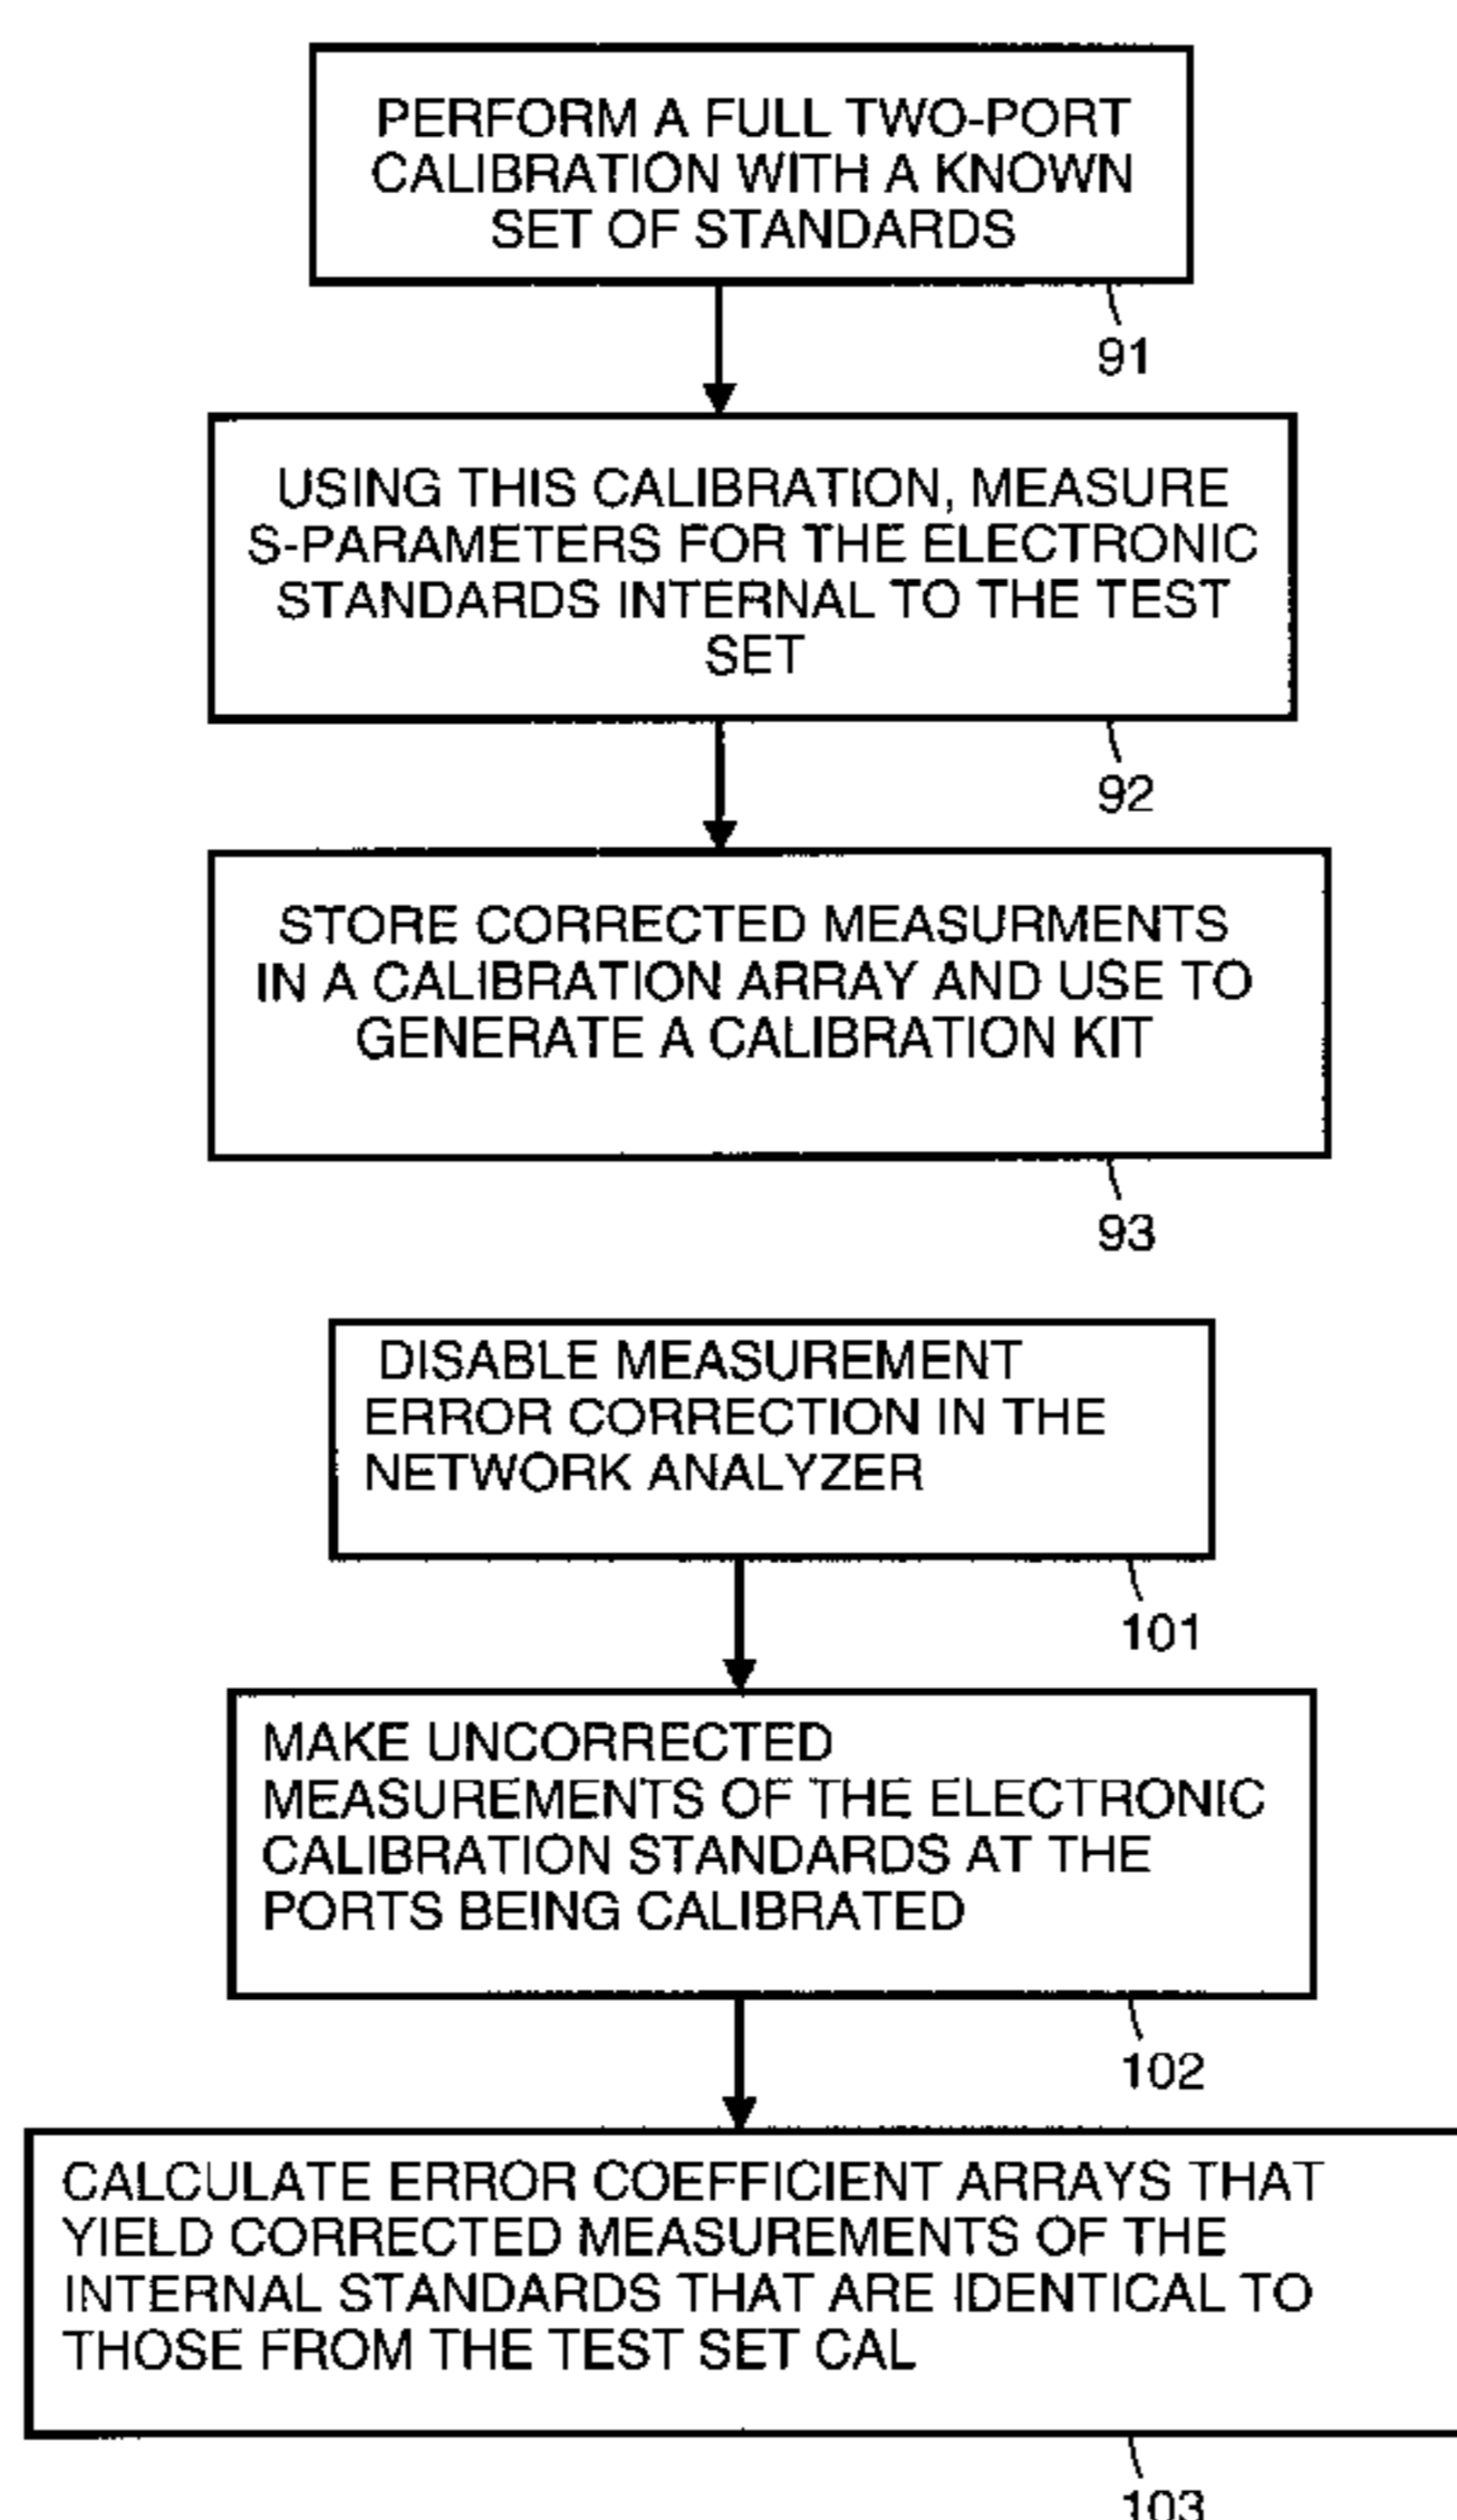 PERFORM A FULL TWO-PORT
CALIBRATION WITH A KNOWN
SET OF STANDARDS
91
USING THIS CALIBRATION, MEASURE
S-PARAMETERS FOR THE ELECTRONIC
STANDARDS INTERNAL TO THE TEST
SET
92
STORE CORRECTED MEASURMENTS
IN A CALIBRATION ARRAY AND USE TO
GENERATE A CALIBRATION KIT
93
DISABLE MEASUREMENT
ERROR CORRECTION IN THE
NETWORK ANALYZER
101
MAKE UNCORRECTED
MEASUREMENTS OF THE ELECTRONIC
CALIBRATION STANDARDS AT THE
PORTS BEING CALIBRATED
102
CALCULATE ERROR COEFFICIENT ARRAYS THAT
YIELD CORRECTED MEASUREMENTS OF THE
INTERNAL STANDARDS THAT ARE IDENTICAL TO
THOSE FROM THE TEST SET CAL
103